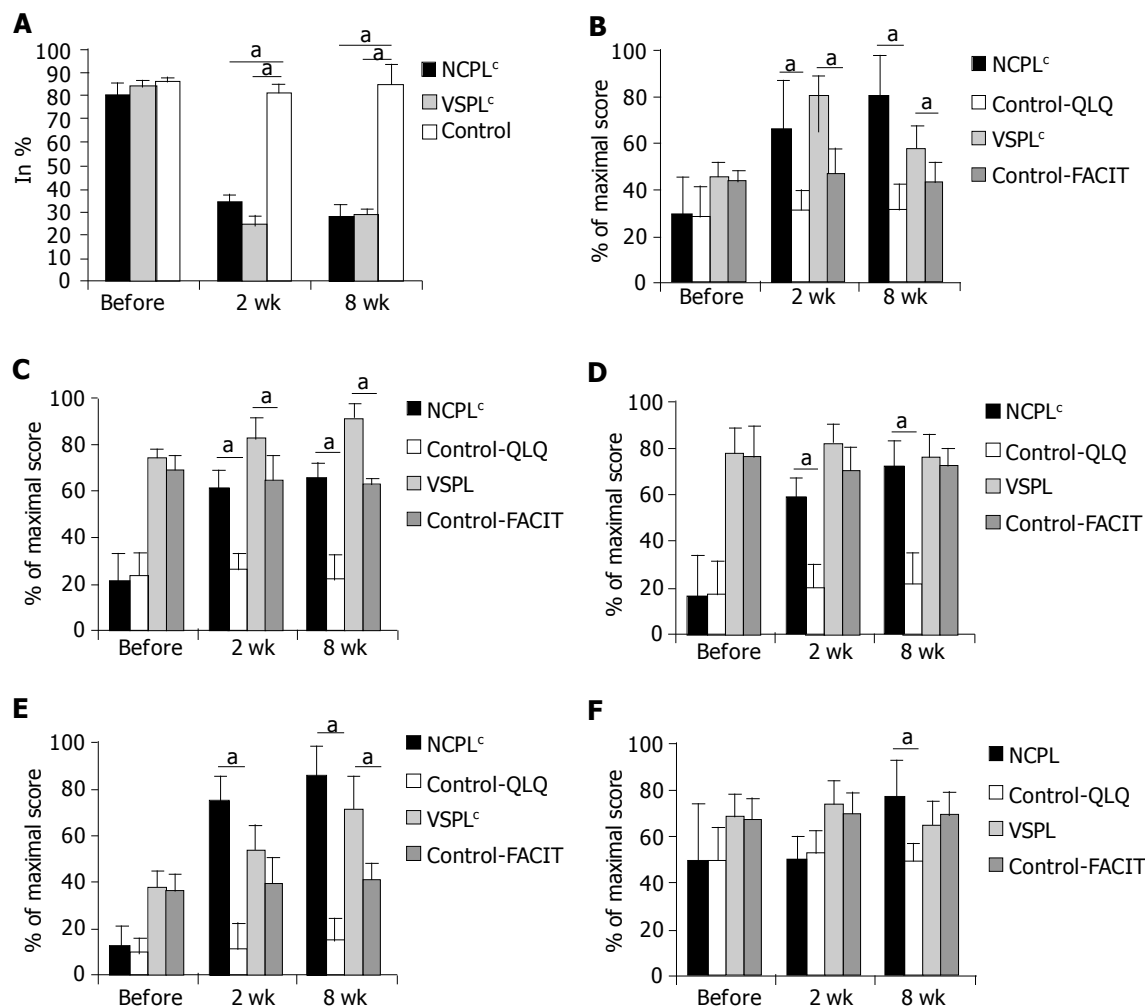 A
a
a
a
a
100
90
80
70
60
50
40
30
20
10
0
In %
NCPLᶜ
VSPLᶜ
Control
Before
2 wk
8 wk
B
a
a
a
a
100
80
60
40
20
0
% of maximal score
NCPLᶜ
Control-QLQ
VSPLᶜ
Control-FACIT
Before
2 wk
8 wk
C
a
a
a
a
100
80
60
40
20
0
% of maximal score
NCPLᶜ
Control-QLQ
VSPL
Control-FACIT
Before
2 wk
8 wk
D
a
a
100
80
60
40
20
0
% of maximal score
NCPLᶜ
Control-QLQ
VSPL
Control-FACIT
Before
2 wk
8 wk
E
a
a
a
100
80
60
40
20
0
% of maximal score
NCPLᶜ
Control-QLQ
VSPLᶜ
Control-FACIT
Before
2 wk
8 wk
F
a
100
80
60
40
20
0
% of maximal score
NCPL
Control-QLQ
VSPL
Control-FACIT
Before
2 wk
8 wk